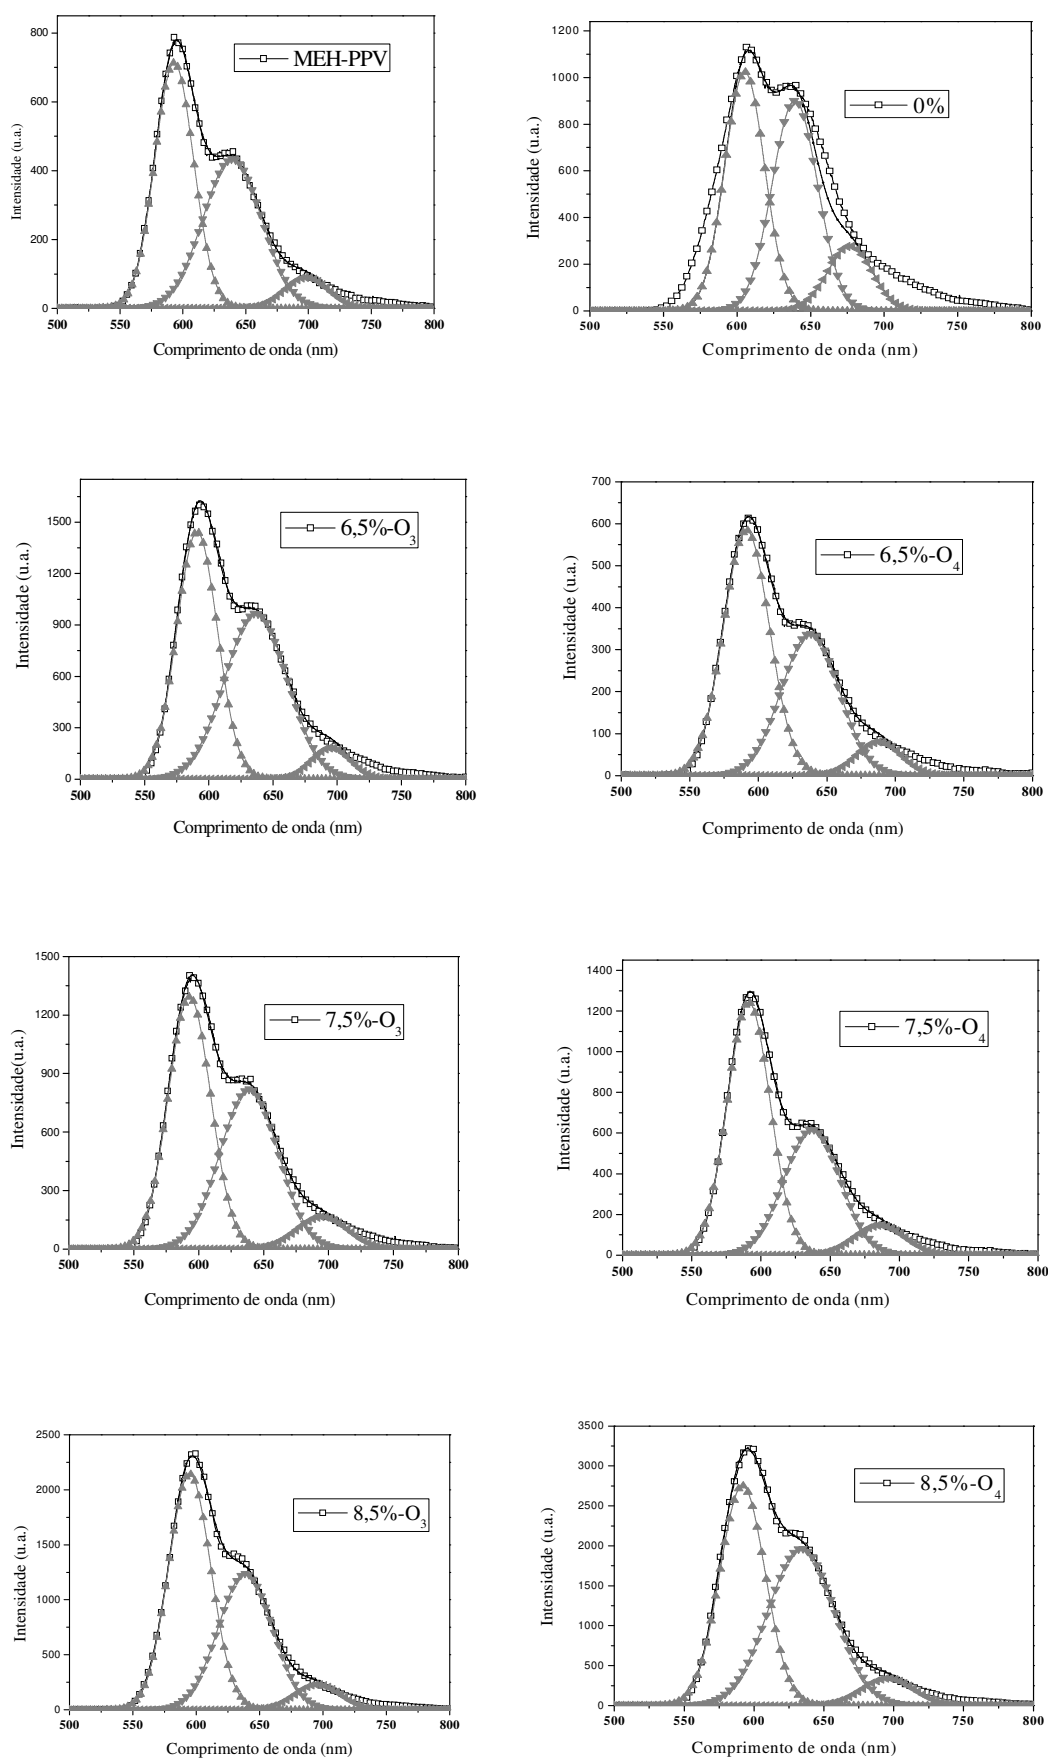 800
600
400
200
0
500 550 600 650 700 750 800
Intensidade (u.a.)
Comprimento de onda (nm)
MEH-PPV
1200
1000
800
600
400
200
0
500 550 600 650 700 750 800
Intensidade (u.a.)
Comprimento de onda (nm)
0%
1500
1200
900
600
300
0
500 550 600 650 700 750 800
Intensidade (u.a.)
Comprimento de onda (nm)
6,5%-O₃
700
600
500
400
300
200
100
0
500 550 600 650 700 750 800
Intensidade (u.a.)
Comprimento de onda (nm)
6,5%-O₄
1500
1200
900
600
300
0
500 550 600 650 700 750 800
Intensidade(u.a.)
Comprimento de onda (nm)
7,5%-O₃
1400
1200
1000
800
600
400
200
0
500 550 600 650 700 750 800
Intensidade (u.a.)
Comprimento de onda (nm)
7,5%-O₄
2500
2000
1500
1000
500
0
500 550 600 650 700 750 800
Intensidade (u.a.)
Comprimento de onda (nm)
8,5%-O₃
3500
3000
2500
2000
1500
1000
500
0
500 550 600 650 700 750 800
Intensidade (u.a.)
Comprimento de onda (nm)
8,5%-O₄